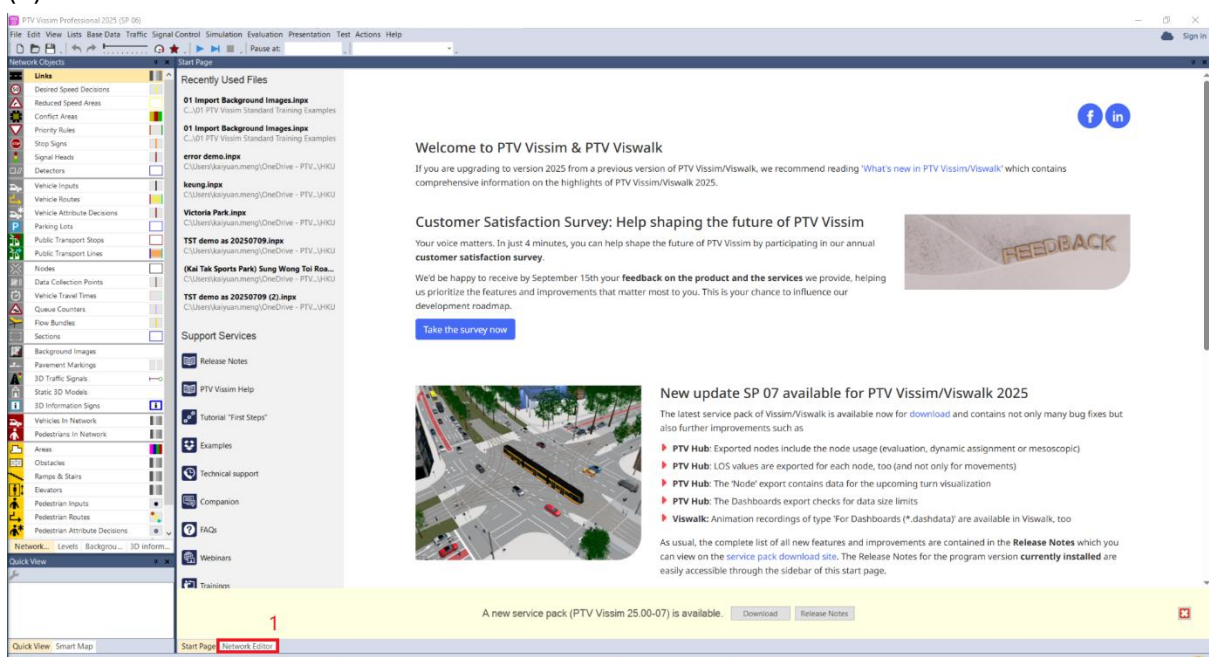 PTV Vissim Professional 2025 (SP 06)
File Edit View Lists Base Data Traffic Signal Control Simulation Evaluation Presentation Test Actions Help
Sign in
Pause at:
Network Objects
Start Page
Links
Desired Speed Decisions
Reduced Speed Areas
Conflict Areas
Priority Rules
Stop Signs
Signal Heads
Detectors
Vehicle Inputs
Vehicle Routes
Vehicle Attribute Decisions
Parking Lots
Public Transport Stops
Public Transport Lines
Nodes
Data Collection Points
Vehicle Travel Times
Queue Counters
Flow Bundles
Sections
Background Images
Pavement Markings
3D Traffic Signals
Static 3D Models
3D Information Signs
Vehicles In Network
Pedestrians In Network
Areas
Obstacles
Ramps & Stairs
Elevators
Pedestrian Inputs
Pedestrian Routes
Pedestrian Attribute Decisions
Network... Levels Backgrou... 3D inform...
Quick View
Quick View Smart Map
Recently Used Files
01 Import Background Images.inpx
C...\01 PTV Vissim Standard Training Examples
01 Import Background Images.inpx
C...\01 PTV Vissim Standard Training Examples
error demo.inpx
C:\Users\kaiyuan.meng\OneDrive - PTV...\HKU
keung.inpx
C:\Users\kaiyuan.meng\OneDrive - PTV...\HKU
Victoria Park.inpx
C:\Users\kaiyuan.meng\OneDrive - PTV...\HKU
TST demo as 20250709.inpx
C:\Users\kaiyuan.meng\OneDrive - PTV...\HKU
(Kai Tak Sports Park) Sung Wong Toi Roa...
C:\Users\kaiyuan.meng\OneDrive - PTV...\HKU
TST demo as 20250709 (2).inpx
C:\Users\kaiyuan.meng\OneDrive - PTV...\HKU
Support Services
Release Notes
PTV Vissim Help
Tutorial "First Steps"
Examples
Technical support
Companion
FAQs
Webinars
Trainings
f in
Welcome to PTV Vissim & PTV Viswalk
If you are upgrading to version 2025 from a previous version of PTV Vissim/Viswalk, we recommend reading 'What's new in PTV Vissim/Viswalk' which contains
comprehensive information on the highlights of PTV Vissim/Viswalk 2025.
Customer Satisfaction Survey: Help shaping the future of PTV Vissim
Your voice matters. In just 4 minutes, you can help shape the future of PTV Vissim by participating in our annual
customer satisfaction survey.
We'd be happy to receive by September 15th your feedback on the product and the services we provide, helping
us prioritize the features and improvements that matter most to you. This is your chance to influence our
development roadmap.
Take the survey now
FEEDBACK
New update SP 07 available for PTV Vissim/Viswalk 2025
The latest service pack of Vissim/Viswalk is available now for download and contains not only many bug fixes but
also further improvements such as
PTV Hub: Exported nodes include the node usage (evaluation, dynamic assignment or mesoscopic)
PTV Hub: LOS values are exported for each node, too (and not only for movements)
PTV Hub: The 'Node' export contains data for the upcoming turn visualization
PTV Hub: The Dashboards export checks for data size limits
Viswalk: Animation recordings of type 'For Dashboards (*.dashdata)' are available in Viswalk, too
As usual, the complete list of all new features and improvements are contained in the Release Notes which you
can view on the service pack download site. The Release Notes for the program version currently installed are
easily accessible through the sidebar of this start page.
A new service pack (PTV Vissim 25.00-07) is available. Download Release Notes
1
Start Page Network Editor